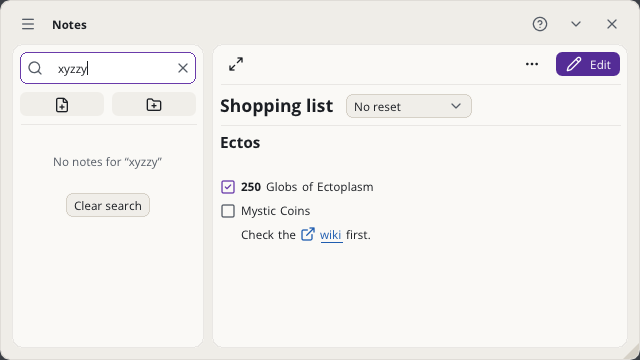 Notes
xyzzy
No notes for “xyzzy”
Clear search
Edit
Shopping list
No reset
Ectos
250 Globs of Ectoplasm
Mystic Coins
Check the wiki first.